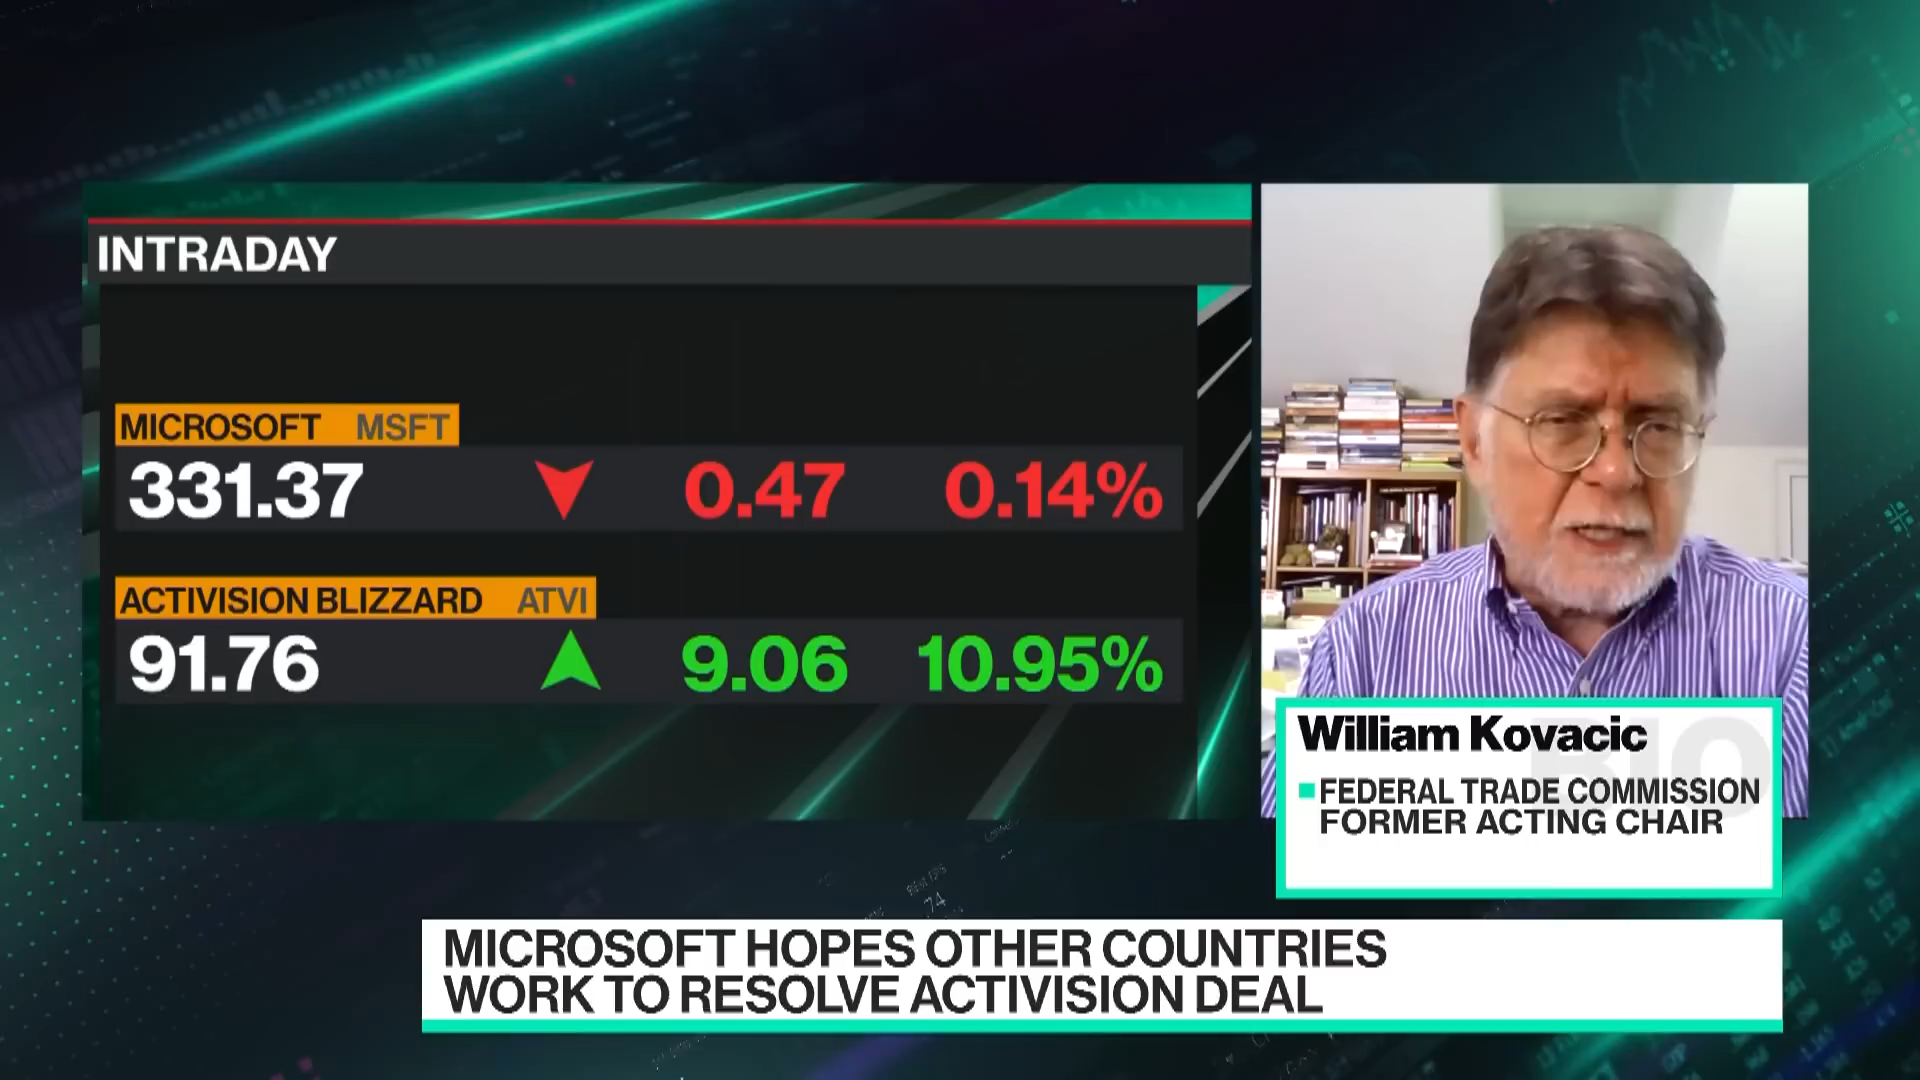 INTRADAY
MICROSOFT MSFT
331.37 0.47 0.14%
ACTIVISION BLIZZARD ATVI
91.76 9.06 10.95%
William Kovacic
FEDERAL TRADE COMMISSION
FORMER ACTING CHAIR
74
MICROSOFT HOPES OTHER COUNTRIES
WORK TO RESOLVE ACTIVISION DEAL